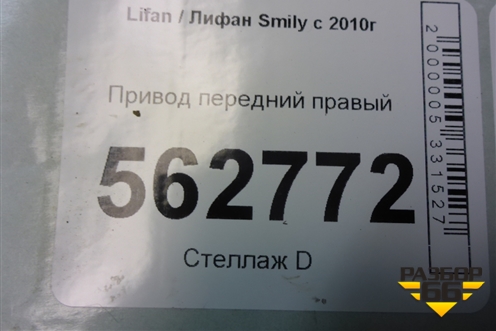 Lifan / Лифан Smily с 2010г
Привод передний правый
562772
Стеллаж D
2000005331527
РАЗБОР
66